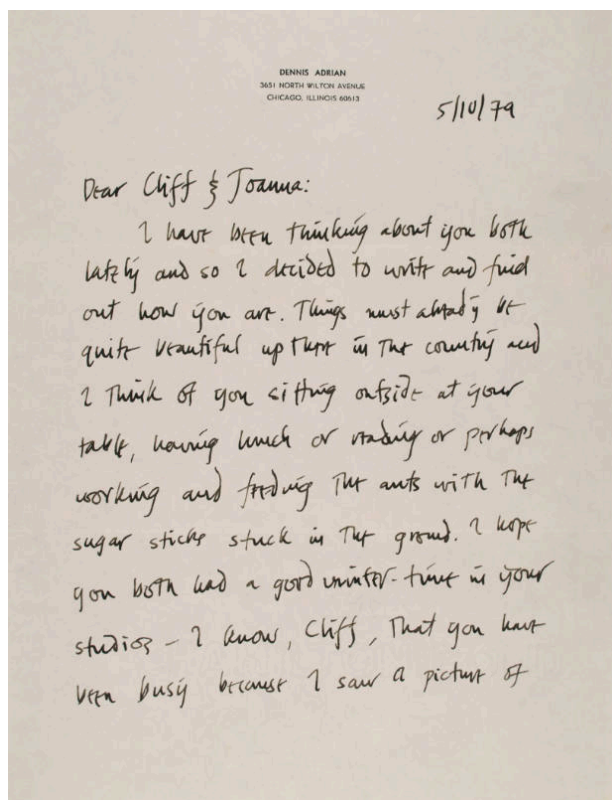 DENNIS ADRIAN
3651 NORTH WILTON AVENUE
CHICAGO, ILLINOIS 60613
5/10/79
Dear Cliff & Joanna:
I have been thinking about you both
lately and so I decided to write and find
out how you are. Things must already be
quite beautiful up there in the country and
I think of you sitting outside at your
table, having lunch or reading or perhaps
working and feeding the ants with the
sugar sticks stuck in the ground. I hope
you both had a good winter-time in your
studios – I know, Cliff, that you have
been busy because I saw a picture of